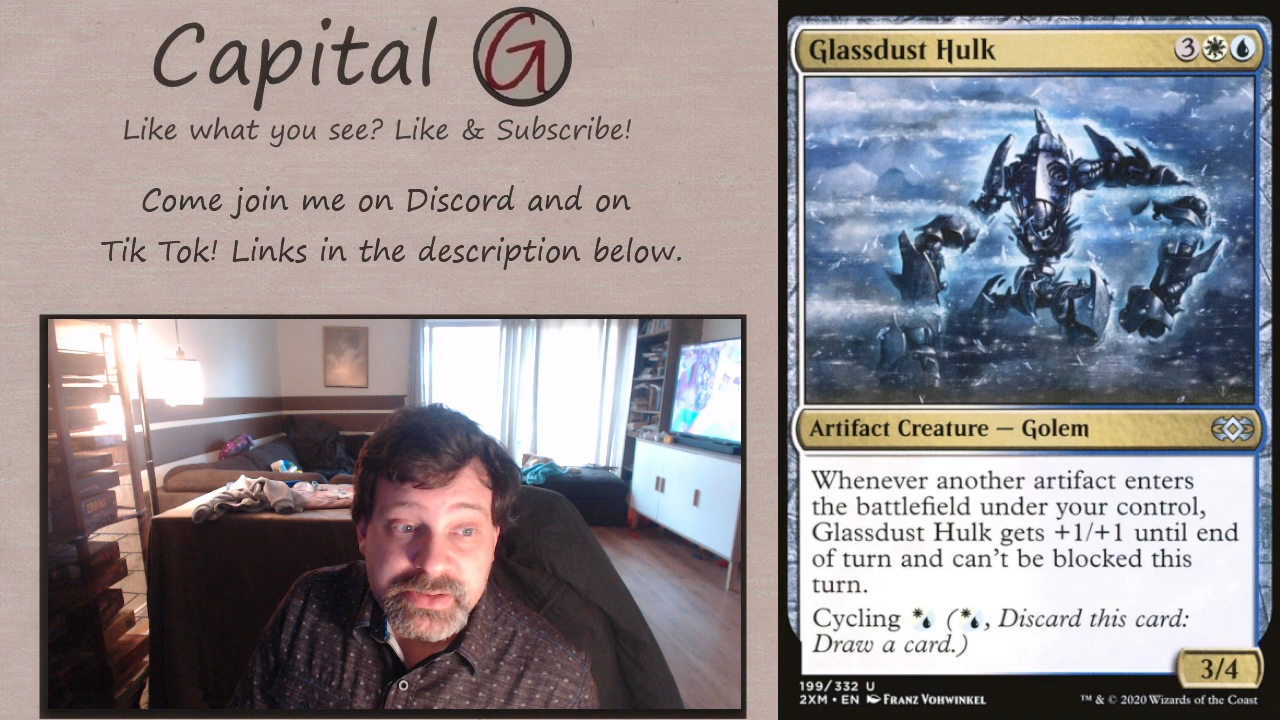 Capital G
Like what you see? Like & Subscribe!
Come join me on Discord and on
Tik Tok! Links in the description below.
Glassdust Hulk 3
Artifact Creature — Golem
Whenever another artifact enters
the battlefield under your control,
Glassdust Hulk gets +1/+1 until end
of turn and can't be blocked this
turn.
Cycling (, Discard this card:
Draw a card.)
3/4
199/332 U
2XM • EN Franz Vohwinkel
™ & © 2020 Wizards of the Coast